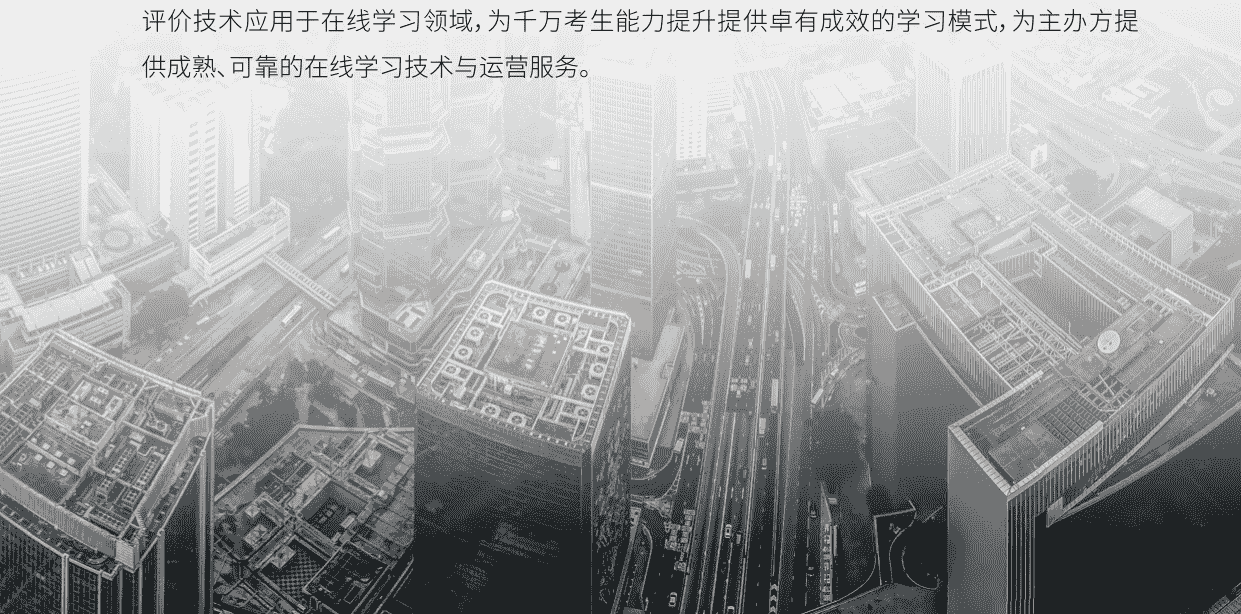 评价技术应用于在线学习领域，为千万考生能力提升提供卓有成效的学习模式，为主办方提
供成熟、可靠的在线学习技术与运营服务。